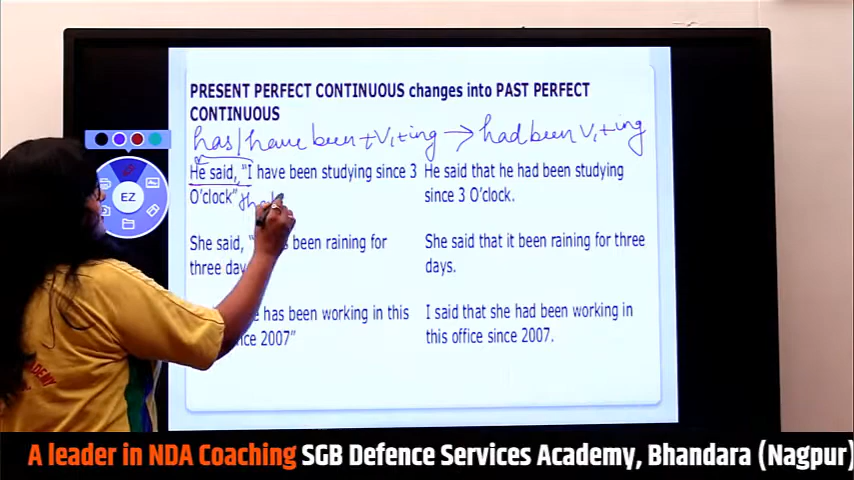 PRESENT PERFECT CONTINUOUS changes into PAST PERFECT
CONTINUOUS
has/have been + V1 + ing → had been V1 + ing
He said, "I have been studying since 3
O'clock" that
He said that he had been studying
since 3 O'clock.
She said, " been raining for
three day
She said that it been raining for three
days.
has been working in this
since 2007"
I said that she had been working in
this office since 2007.
EZ
A leader in NDA Coaching SGB Defence Services Academy, Bhandara (Nagpur)